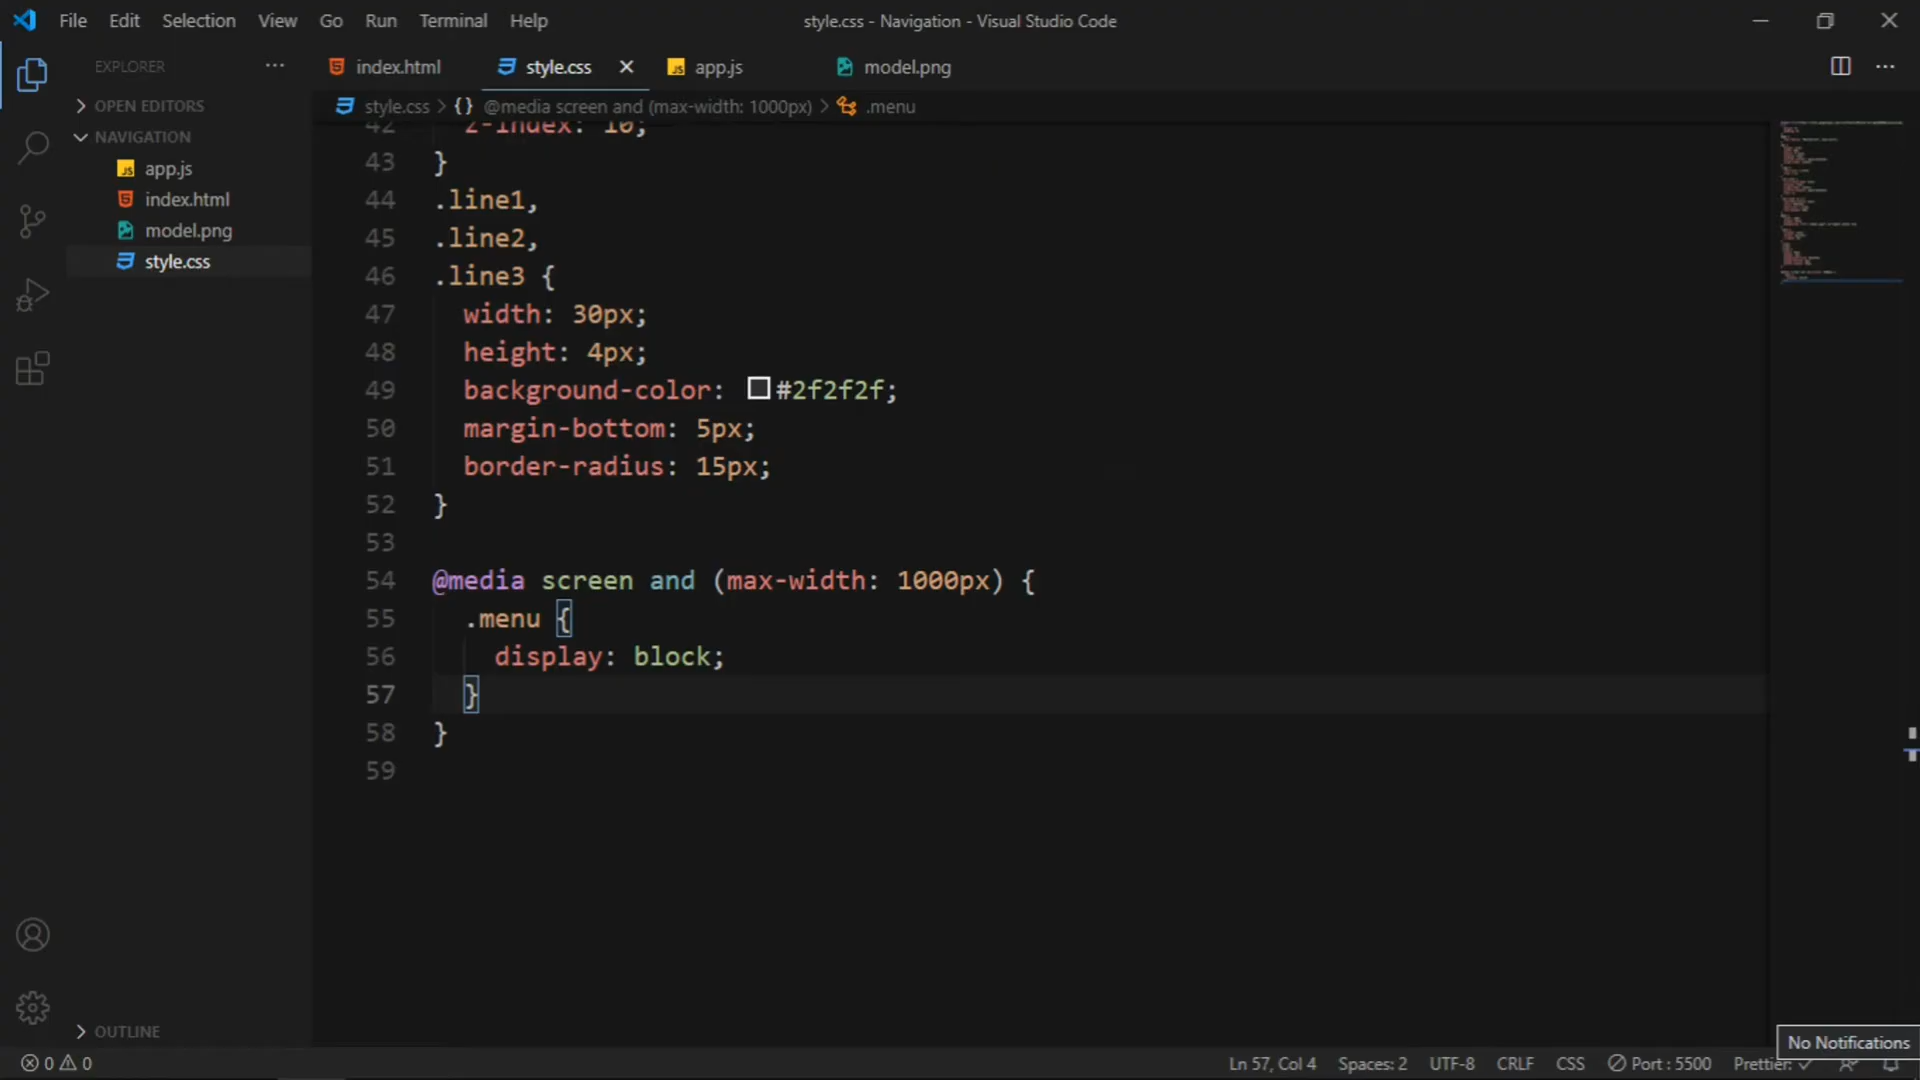 File Edit Selection View Go Run Terminal Help
style.css - Navigation - Visual Studio Code
EXPLORER
index.html
style.css
app.js
model.png
OPEN EDITORS
NAVIGATION
app.js
index.html
model.png
style.css
style.css > {} @media screen and (max-width: 1000px) > .menu
42 z-index: 10;
43 }
44 .line1,
45 .line2,
46 .line3 {
47 width: 30px;
48 height: 4px;
49 background-color: #2f2f2f;
50 margin-bottom: 5px;
51 border-radius: 15px;
52 }
53
54 @media screen and (max-width: 1000px) {
55 .menu {
56 display: block;
57 }
58 }
59
OUTLINE
No Notifications
0 0
Ln 57, Col 4 Spaces: 2 UTF-8 CRLF CSS Port : 5500 Prettier: ✓